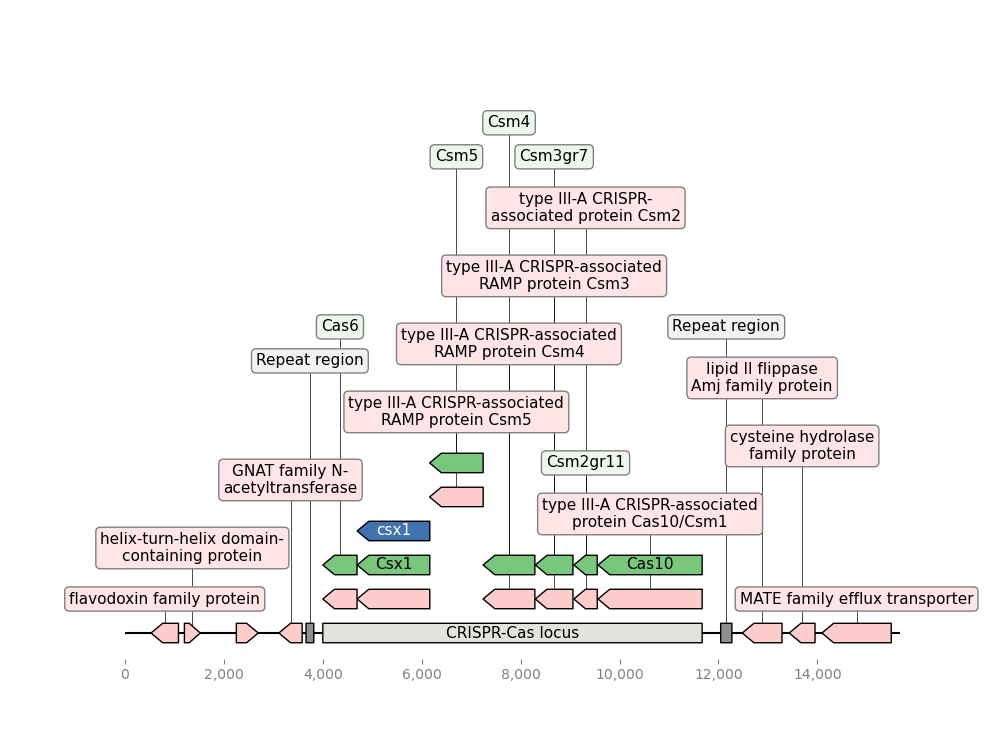 Csm4
Csm5
Csm3gr7
type III-A CRISPR-
associated protein Csm2
type III-A CRISPR-associated
RAMP protein Csm3
Cas6
Repeat region
type III-A CRISPR-associated
RAMP protein Csm4
Repeat region
lipid II flippase
Amj family protein
type III-A CRISPR-associated
RAMP protein Csm5
cysteine hydrolase
family protein
Csm2gr11
GNAT family N-
acetyltransferase
type III-A CRISPR-associated
protein Cas10/Csm1
csx1
helix-turn-helix domain-
containing protein
Csx1
Cas10
flavodoxin family protein
MATE family efflux transporter
CRISPR-Cas locus
0
2,000
4,000
6,000
8,000
10,000
12,000
14,000